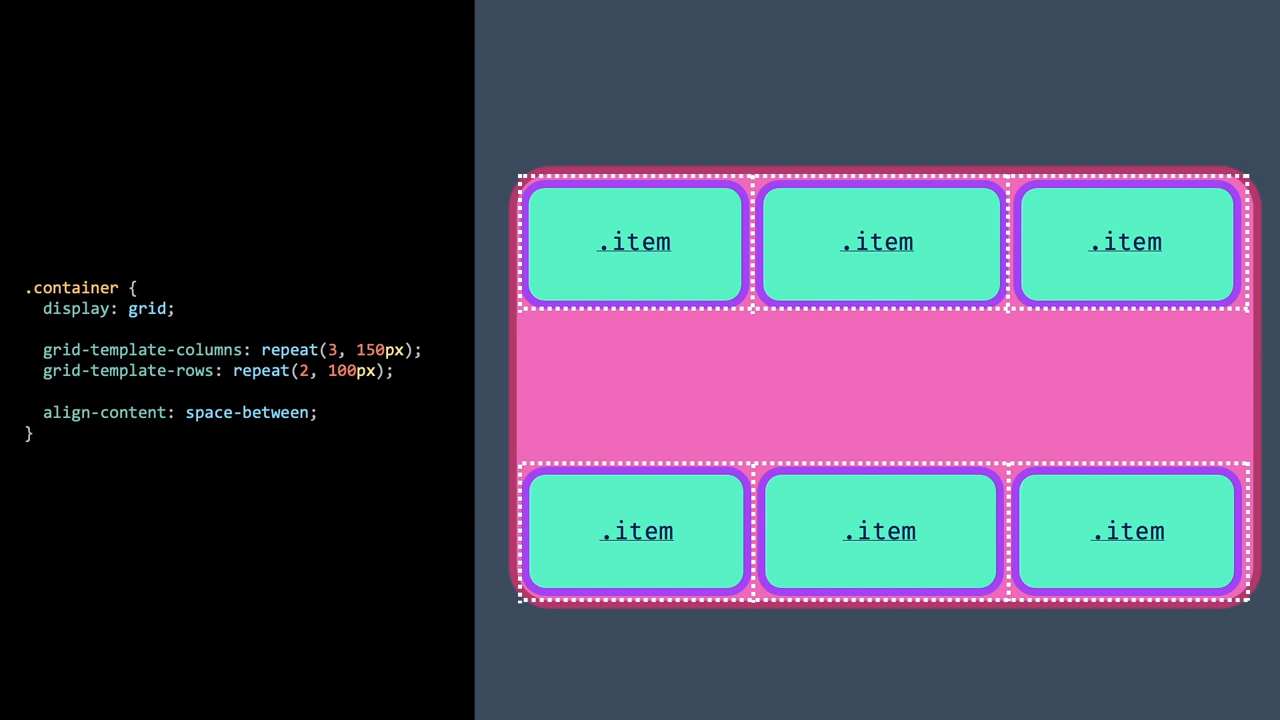 .container {
  display: grid;
  grid-template-columns: repeat(3, 150px);
  grid-template-rows: repeat(2, 100px);
  align-content: space-between;
}
.item .item .item
.item .item .item